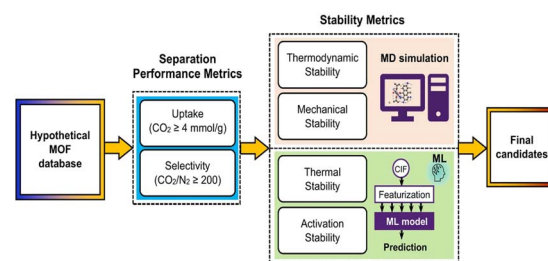 Stability Metrics
Separation
Performance Metrics
Hypothetical
MOF
database
Uptake
(CO₂ ≥ 4 mmol/g)
Selectivity
(CO₂/N₂ ≥ 200)
Thermodynamic
Stability
Mechanical
Stability
MD simulation
Thermal
Stability
Activation
Stability
ML
CIF
Featurization
ML model
Prediction
Final
candidates